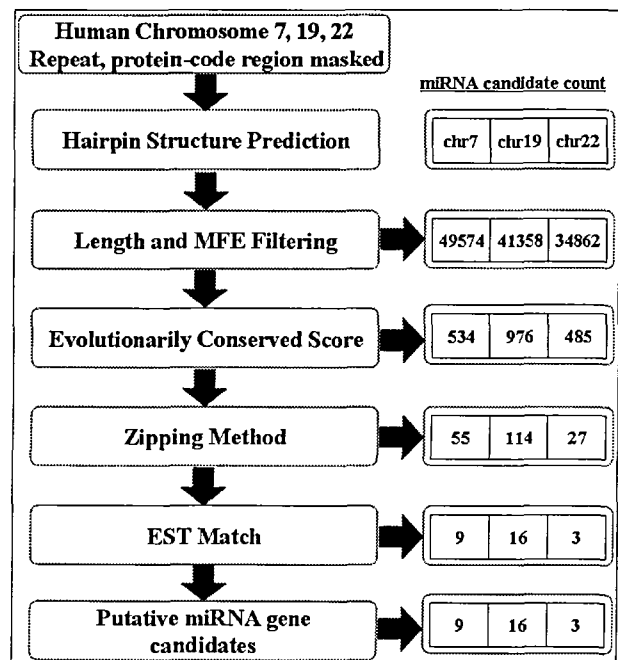 Human Chromosome 7, 19, 22
Repeat, protein-code region masked
miRNA candidate count
Hairpin Structure Prediction
chr7 chr19 chr22
Length and MFE Filtering
49574 41358 34862
Evolutionarily Conserved Score
534 976 485
Zipping Method
55 114 27
EST Match
9 16 3
Putative miRNA gene
candidates
9 16 3